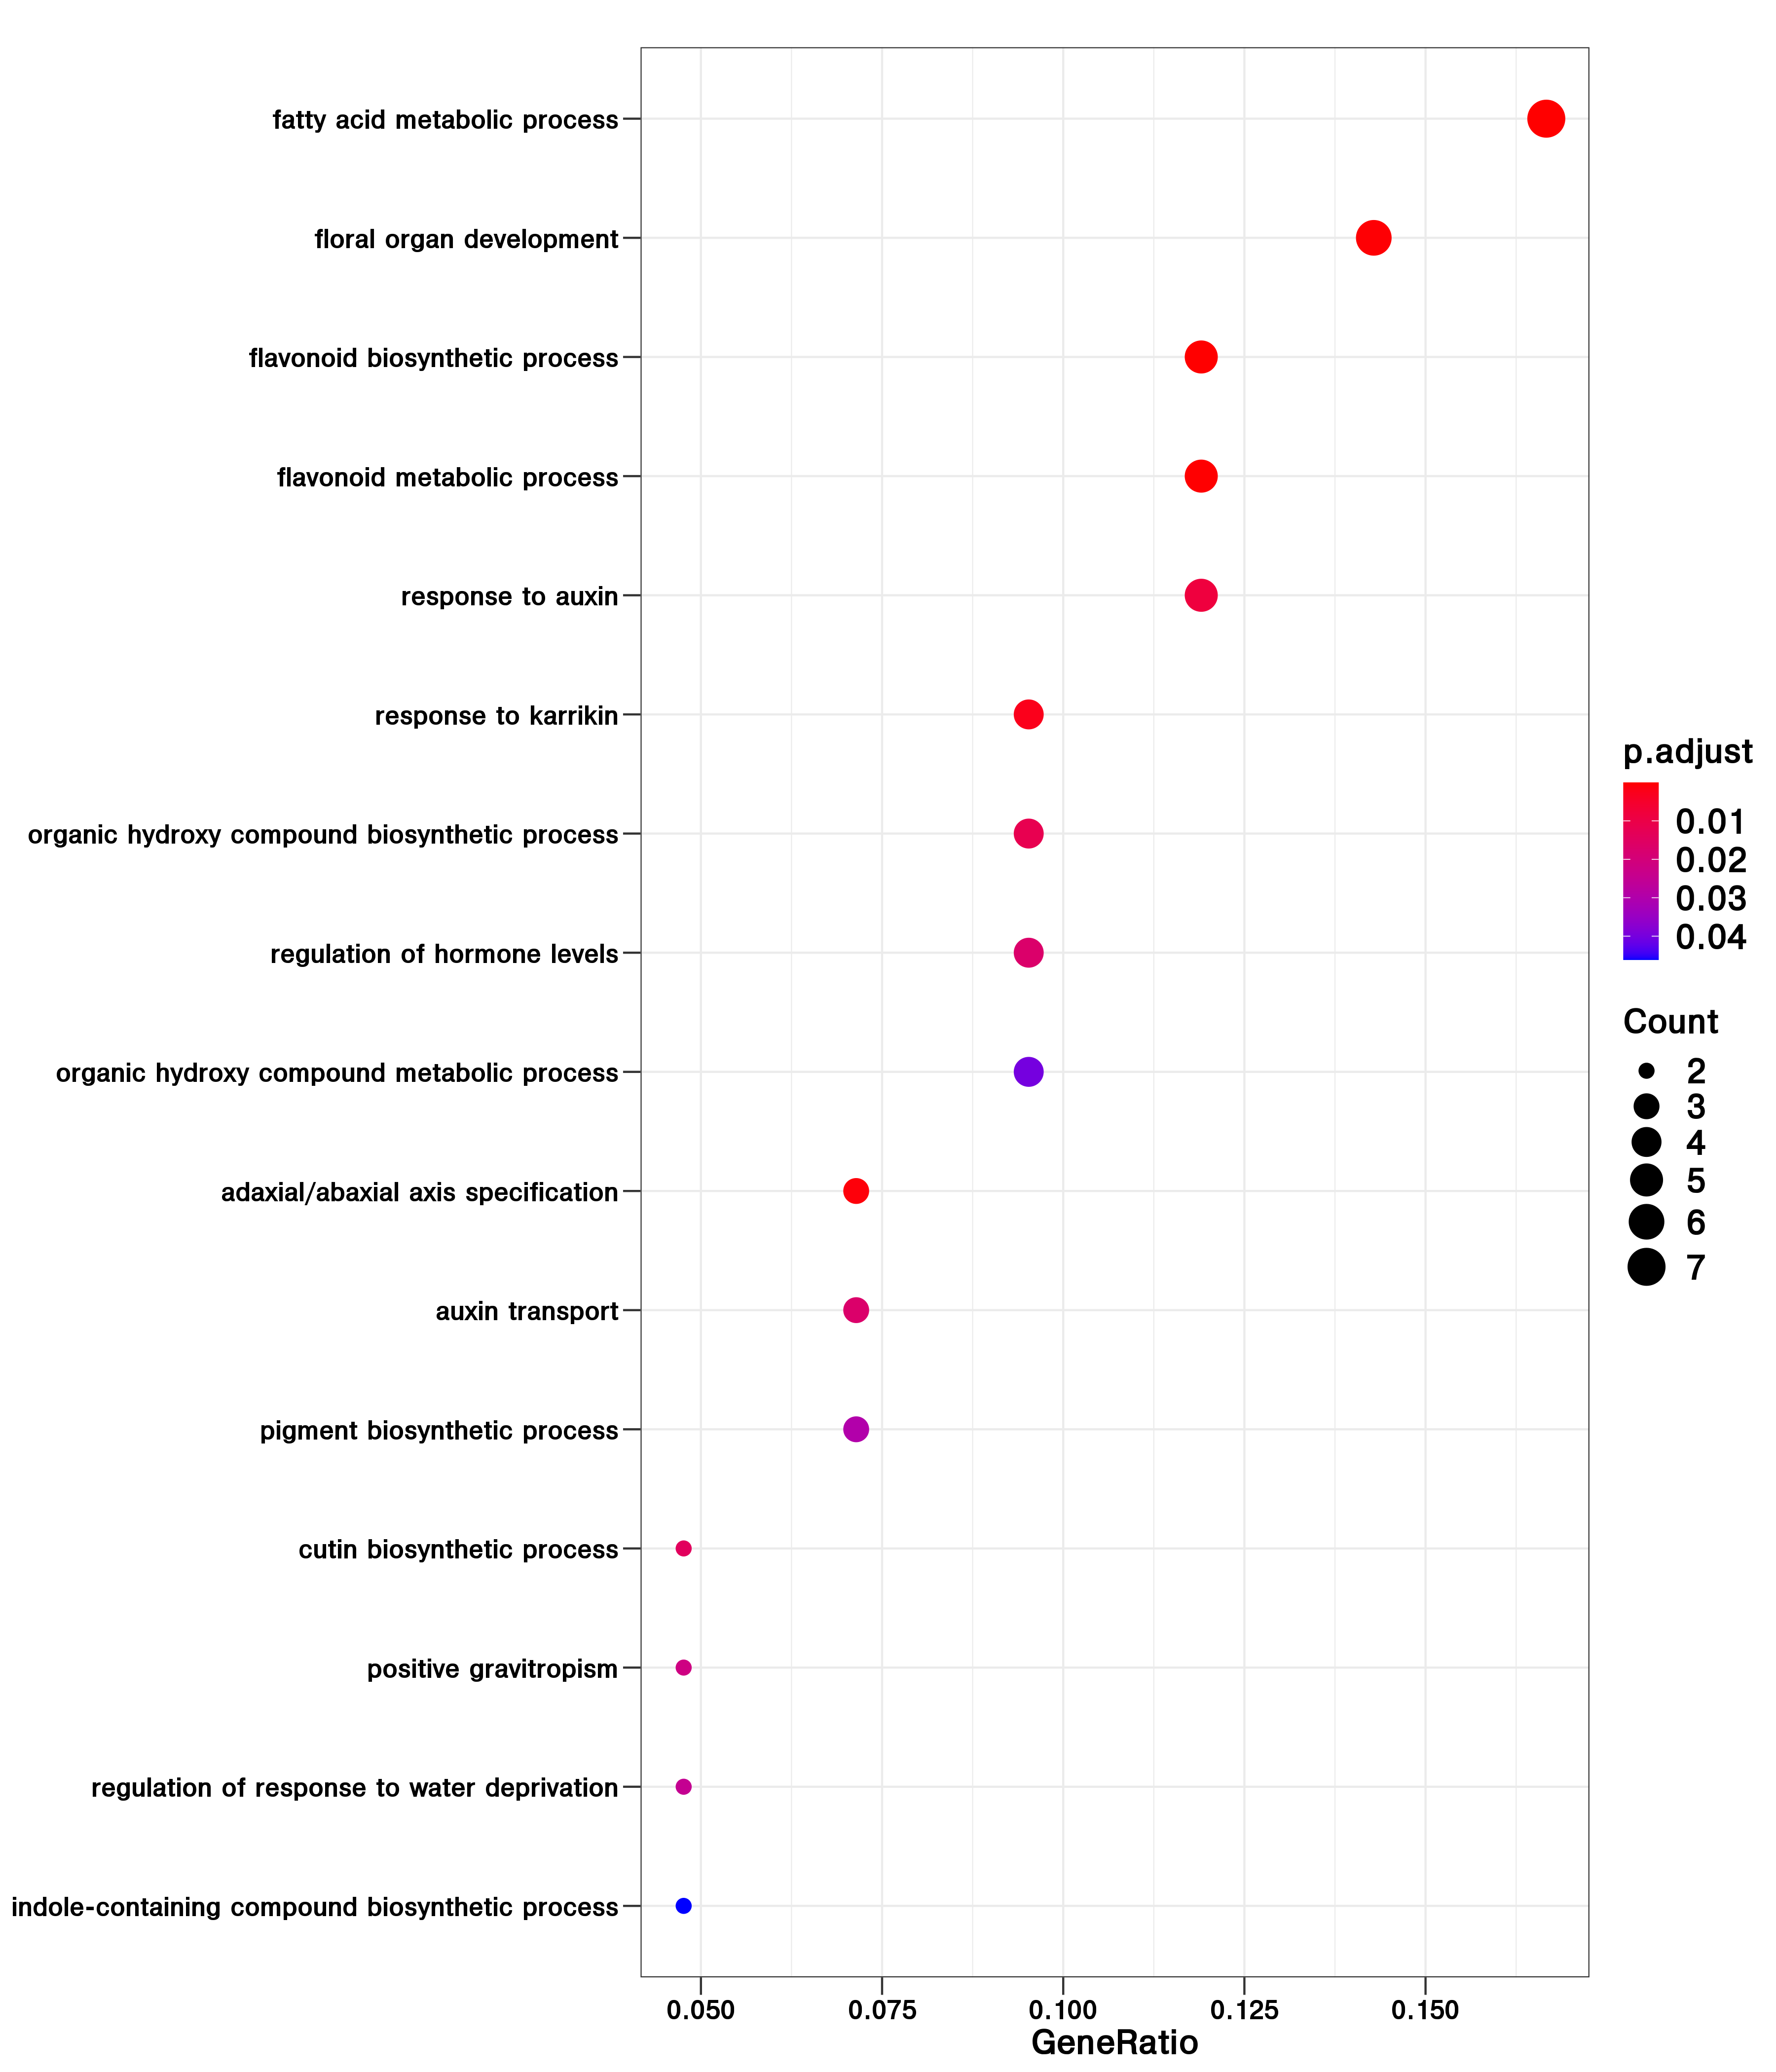 fatty acid metabolic process
floral organ development
flavonoid biosynthetic process
flavonoid metabolic process
response to auxin
response to karrikin
organic hydroxy compound biosynthetic process
regulation of hormone levels
organic hydroxy compound metabolic process
adaxial/abaxial axis specification
auxin transport
pigment biosynthetic process
cutin biosynthetic process
positive gravitropism
regulation of response to water deprivation
indole-containing compound biosynthetic process
0.050 0.075 0.100 0.125 0.150
GeneRatio
p.adjust
0.01
0.02
0.03
0.04
Count
2
3
4
5
6
7